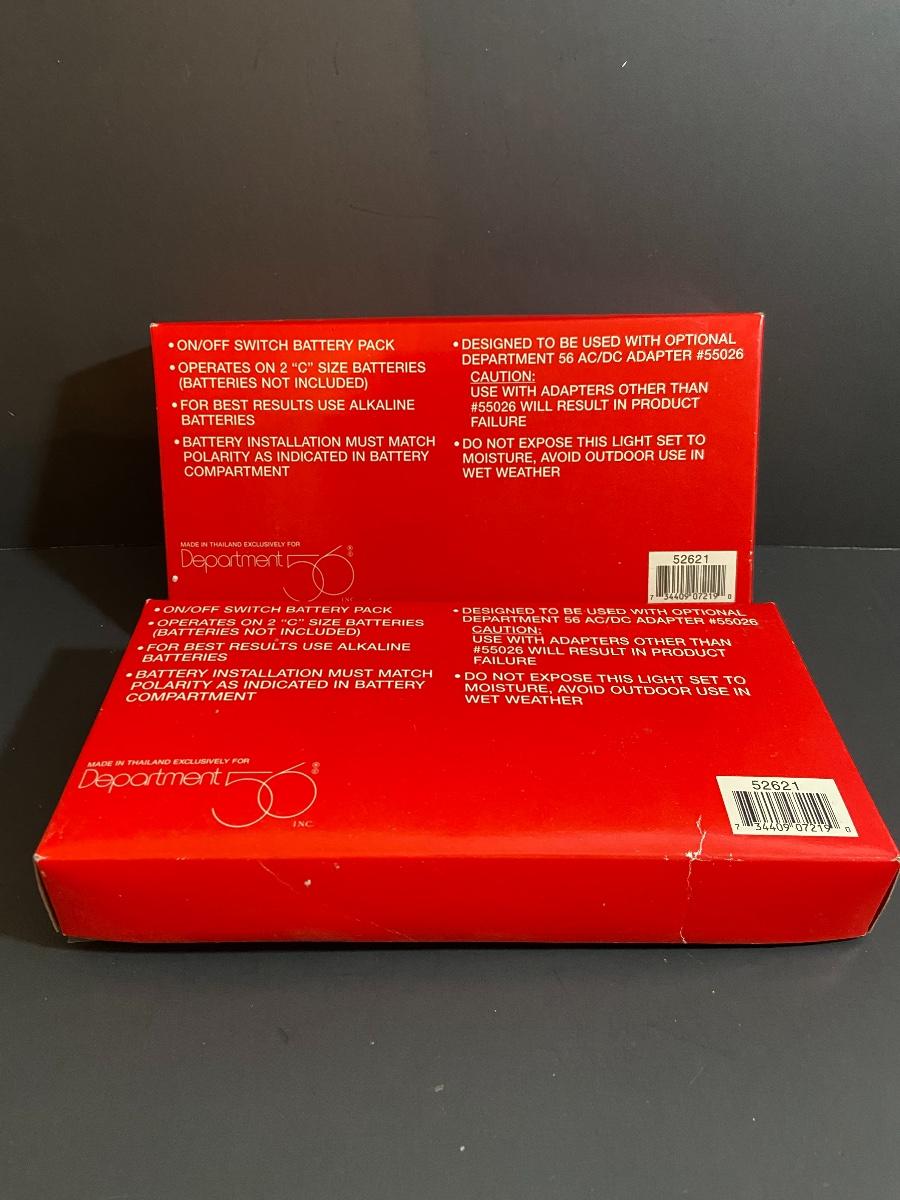 • ON/OFF SWITCH BATTERY PACK
• OPERATES ON 2 “C” SIZE BATTERIES
(BATTERIES NOT INCLUDED)
• FOR BEST RESULTS USE ALKALINE
BATTERIES
• BATTERY INSTALLATION MUST MATCH
POLARITY AS INDICATED IN BATTERY
COMPARTMENT
• DESIGNED TO BE USED WITH OPTIONAL
DEPARTMENT 56 AC/DC ADAPTER #55026
CAUTION:
USE WITH ADAPTERS OTHER THAN
#55026 WILL RESULT IN PRODUCT
FAILURE
• DO NOT EXPOSE THIS LIGHT SET TO
MOISTURE, AVOID OUTDOOR USE IN
WET WEATHER
MADE IN THAILAND EXCLUSIVELY FOR
Department 56
INC.
52621
7 34409 07219 0
• ON/OFF SWITCH BATTERY PACK
• OPERATES ON 2 “C” SIZE BATTERIES
(BATTERIES NOT INCLUDED)
• FOR BEST RESULTS USE ALKALINE
BATTERIES
• BATTERY INSTALLATION MUST MATCH
POLARITY AS INDICATED IN BATTERY
COMPARTMENT
• DESIGNED TO BE USED WITH OPTIONAL
DEPARTMENT 56 AC/DC ADAPTER #55026
CAUTION:
USE WITH ADAPTERS OTHER THAN
#55026 WILL RESULT IN PRODUCT
FAILURE
• DO NOT EXPOSE THIS LIGHT SET TO
MOISTURE, AVOID OUTDOOR USE IN
WET WEATHER
MADE IN THAILAND EXCLUSIVELY FOR
Department 56
INC.
52621
7 34409 07219 0